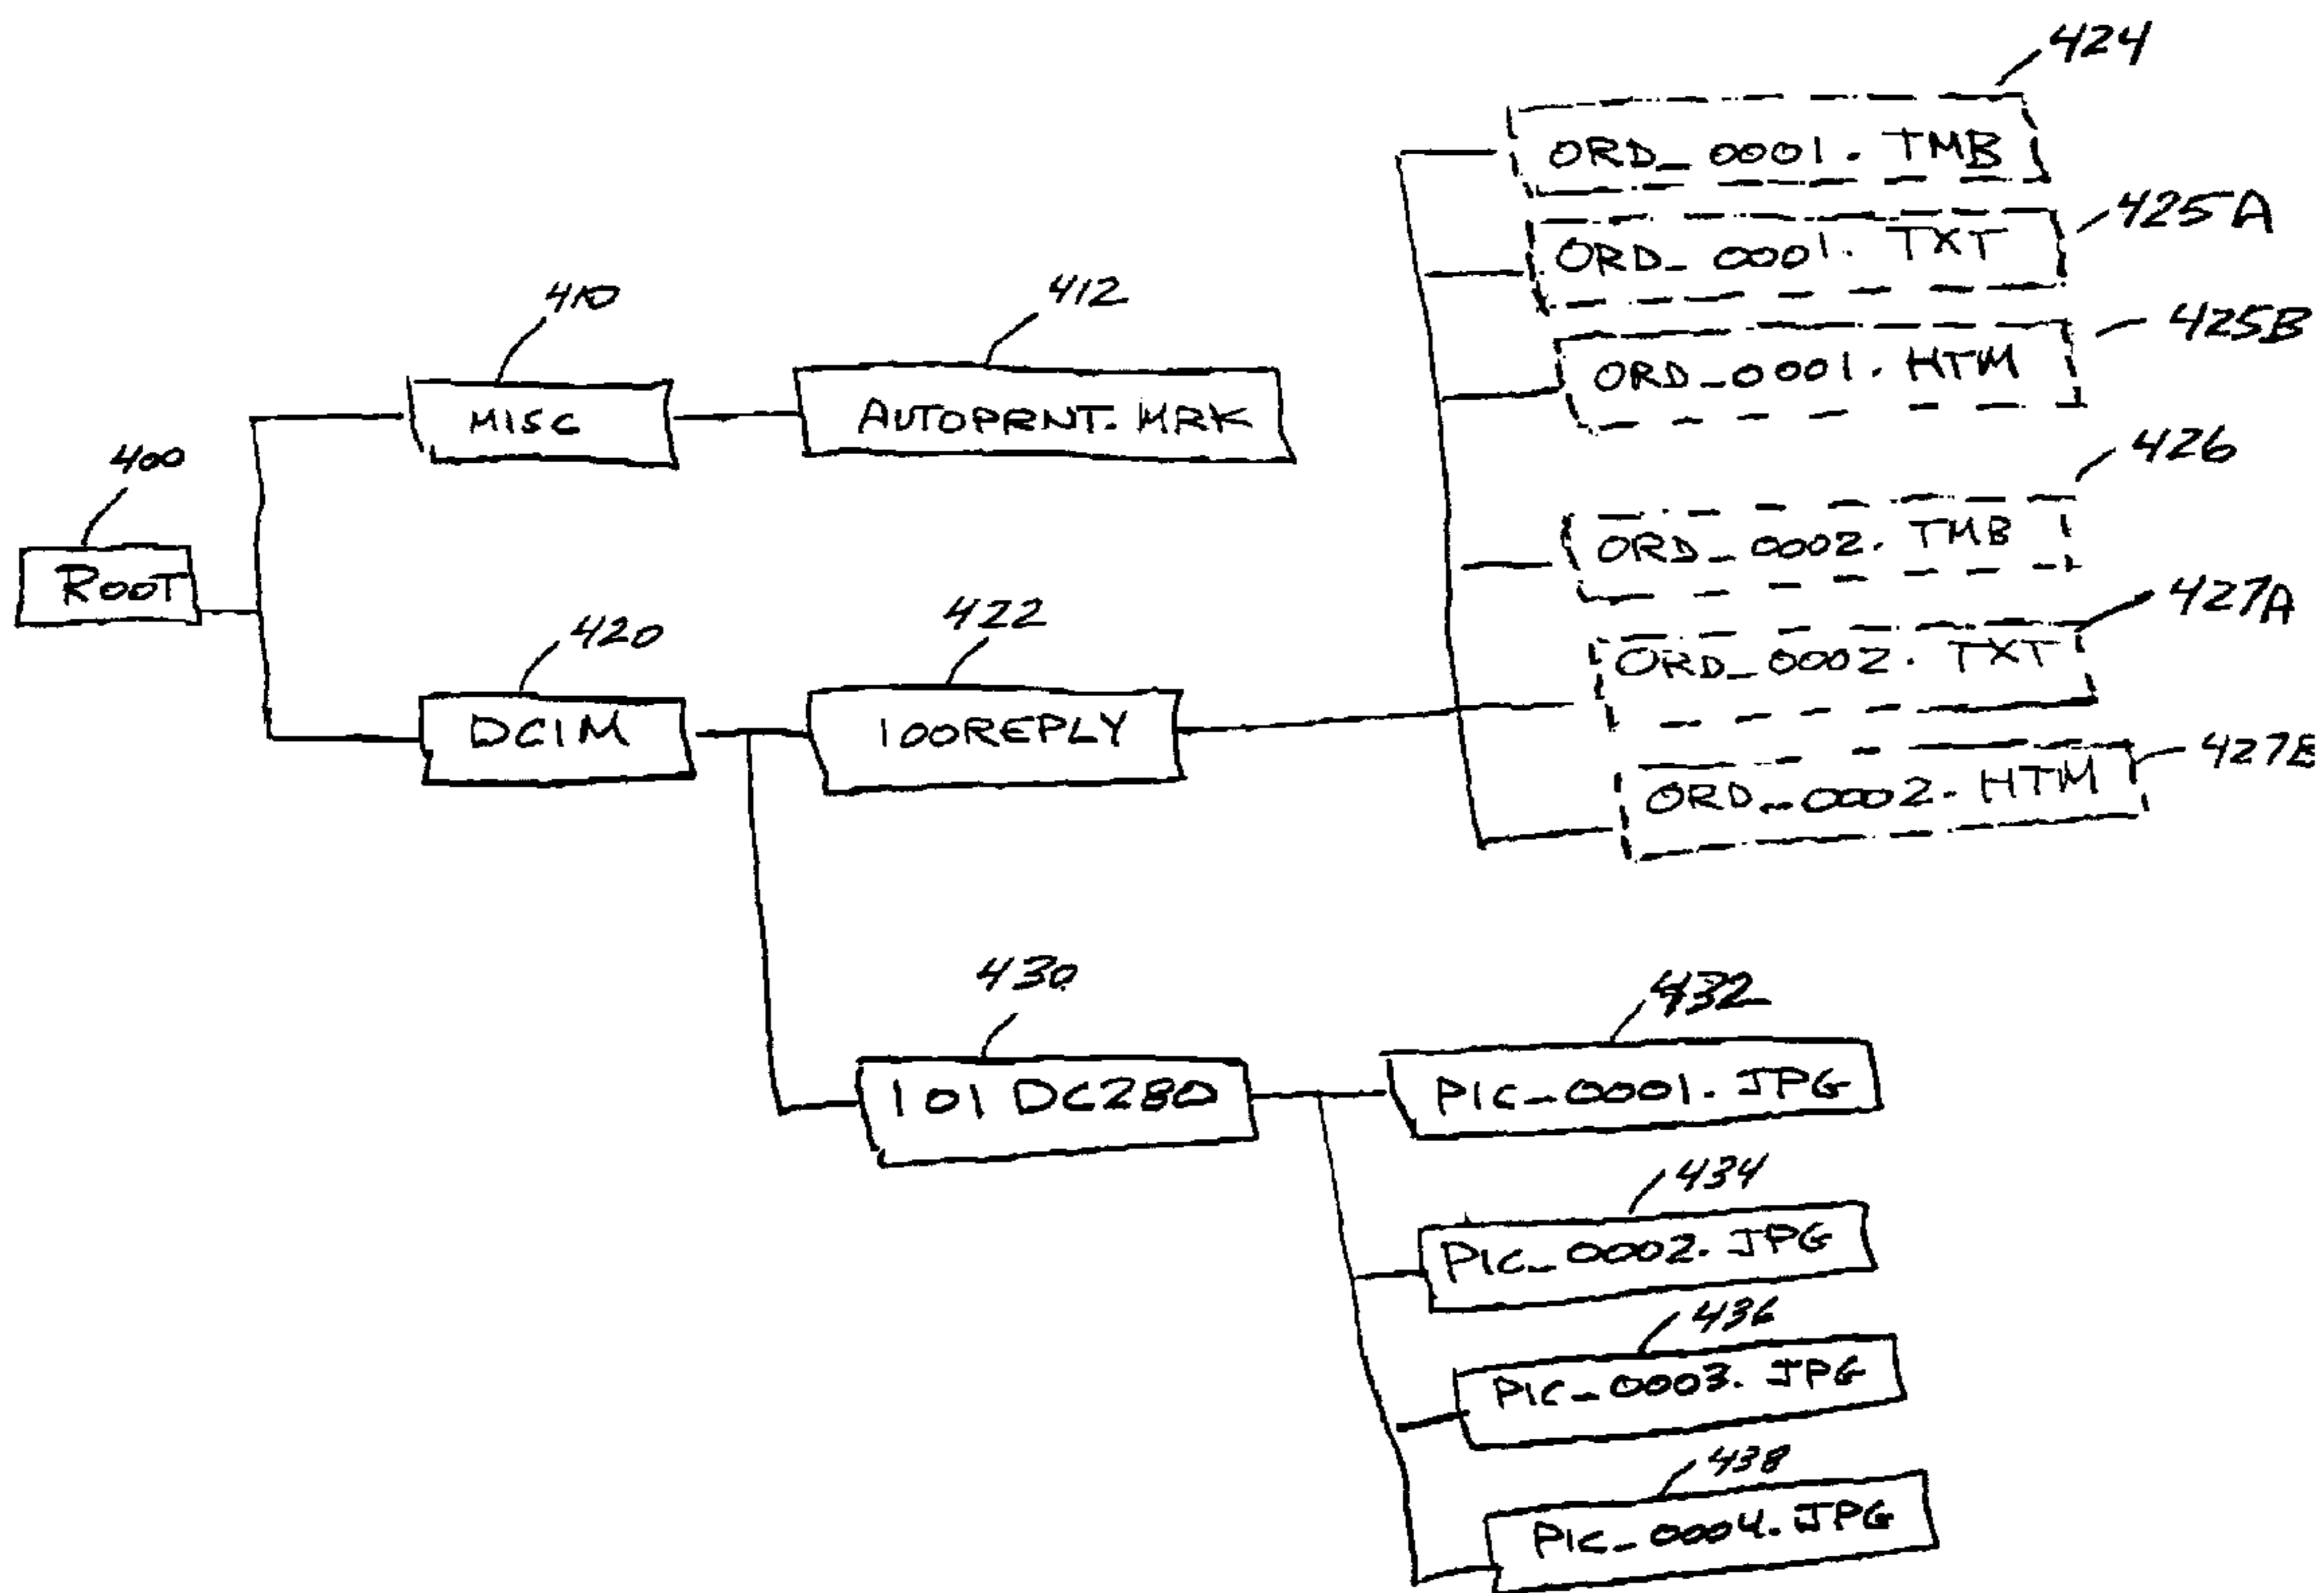 424
ORD_0001.TMB
425A
ORD_0001.TXT
425B
ORD_0001.HTM
410
412
MISC
AUTOPRNT.MRK
400
ROOT
426
ORD_0002.TMB
420
422
427A
ORD_0002.TXT
DCIM
100REPLY
427B
ORD_0002.HTM
430
432
101DC280
PIC_0001.JPG
434
PIC_0002.JPG
436
PIC_0003.JPG
438
PIC_0004.JPG